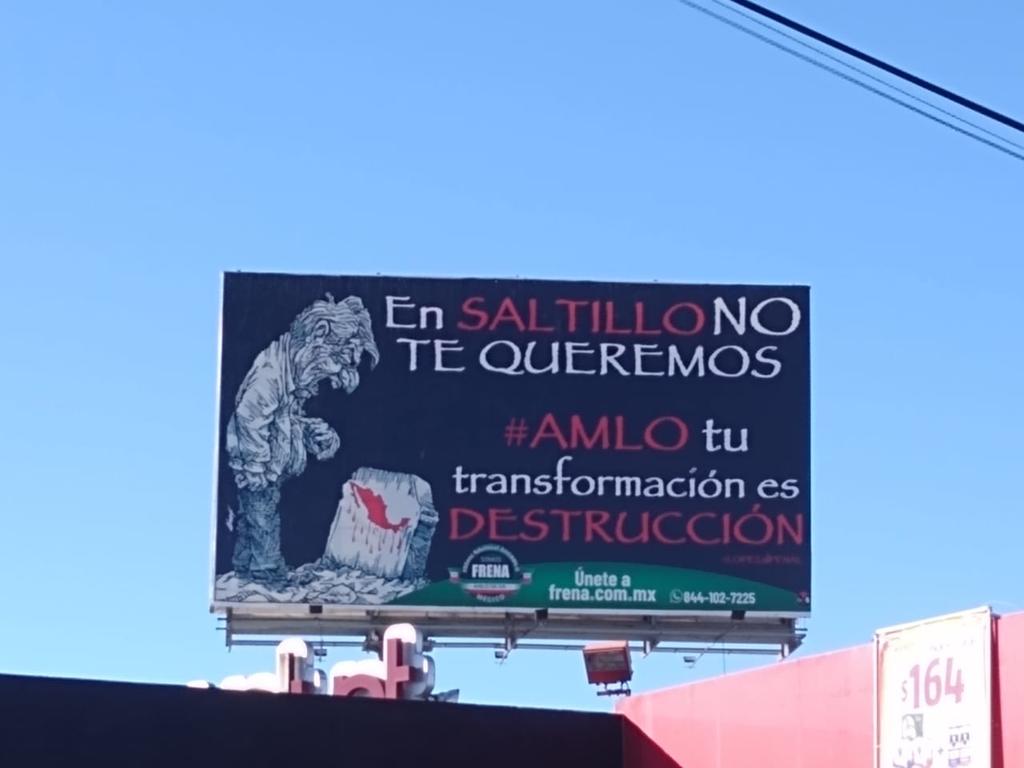 En SALTILLO NO
TE QUEREMOS
#AMLO tu
transformación es
DESTRUCCIÓN
FRENA
MÉXICO
Únete a
frena.com.mx
844-102-7225
$164